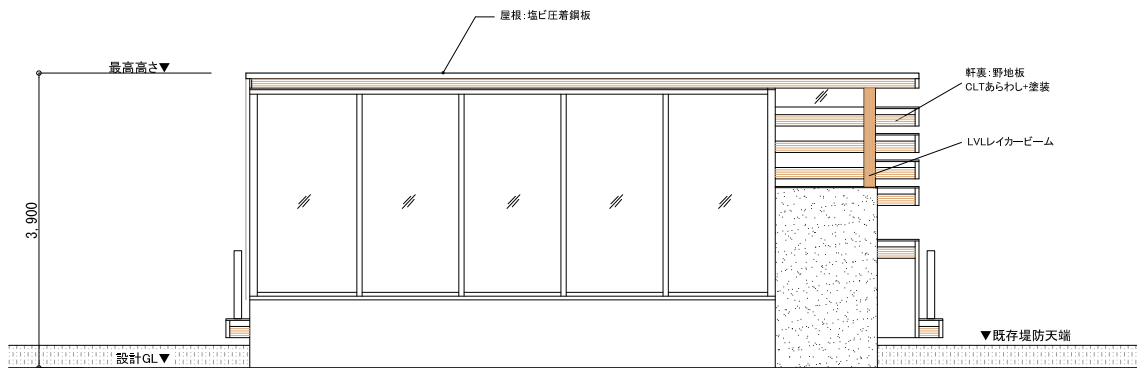 屋根：塩ビ圧着鋼板
最高高さ▼
軒裏：野地板
CLTあらわし+塗装
LVLレイカービーム
3,900
▼既存堤防天端
設計GL▼